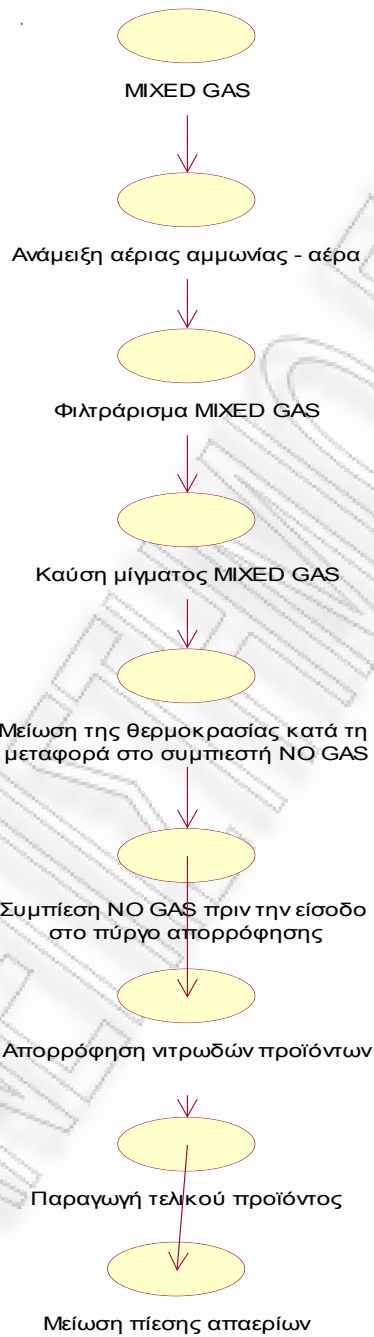 MIXED GAS
Ανάμειξη αέριας αμμωνίας - αέρα
Φιλτράρισμα MIXED GAS
Καύση μίγματος MIXED GAS
Μείωση της θερμοκρασίας κατά τη
μεταφορά στο συμπιεστή NO GAS
Συμπίεση NO GAS πριν την είσοδο
στο πύργο απορρόφησης
Απορρόφηση νιτρωδών προϊόντων
Παραγωγή τελικού προϊόντος
Μείωση πίεσης απαερίων